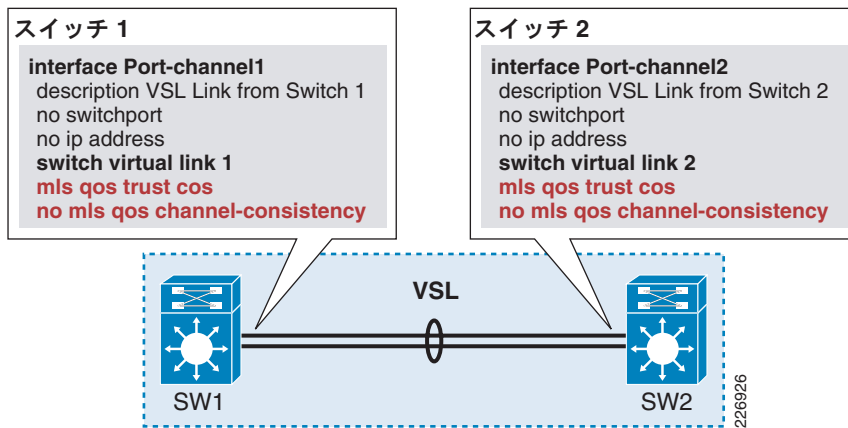 スイッチ 1
interface Port-channel1
description VSL Link from Switch 1
no switchport
no ip address
switch virtual link 1
mls qos trust cos
no mls qos channel-consistency
スイッチ 2
interface Port-channel2
description VSL Link from Switch 2
no switchport
no ip address
switch virtual link 2
mls qos trust cos
no mls qos channel-consistency
VSL
SW1
SW2
226926